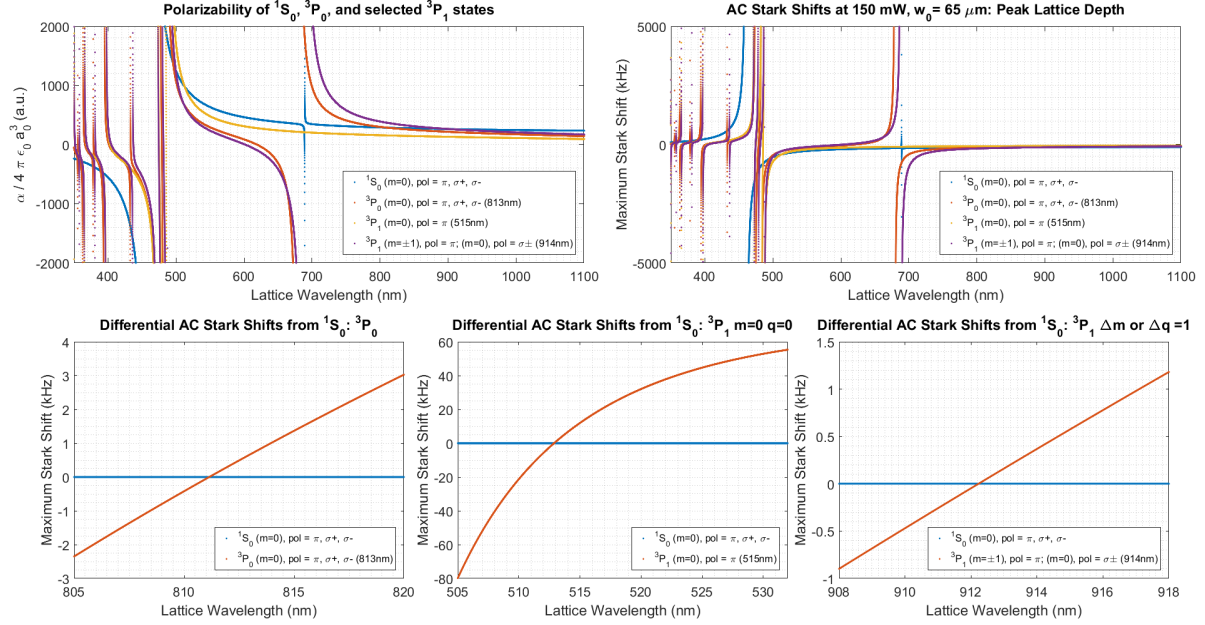 Polarizability of ¹S₀, ³P₀, and selected ³P₁ states
α / 4 π ε₀ a₀³ (a.u.)
2000
1000
0
-1000
-2000
400
500
600
700
800
900
1000
1100
Lattice Wavelength (nm)
¹S₀ (m=0), pol = π, σ+, σ-
³P₀ (m=0), pol = π, σ+, σ- (813nm)
³P₁ (m=0), pol = π (515nm)
³P₁ (m=±1), pol = π; (m=0), pol = σ± (914nm)
AC Stark Shifts at 150 mW, w₀= 65 μm: Peak Lattice Depth
Maximum Stark Shift (kHz)
5000
0
-5000
400
500
600
700
800
900
1000
1100
Lattice Wavelength (nm)
¹S₀ (m=0), pol = π, σ+, σ-
³P₀ (m=0), pol = π, σ+, σ- (813nm)
³P₁ (m=0), pol = π (515nm)
³P₁ (m=±1), pol = π; (m=0), pol = σ± (914nm)
Differential AC Stark Shifts from ¹S₀: ³P₀
Maximum Stark Shift (kHz)
4
3
2
1
0
-1
-2
-3
805
810
815
820
Lattice Wavelength (nm)
¹S₀ (m=0), pol = π, σ+, σ-
³P₀ (m=0), pol = π, σ+, σ- (813nm)
Differential AC Stark Shifts from ¹S₀: ³P₁ m=0 q=0
Maximum Stark Shift (kHz)
60
40
20
0
-20
-40
-60
-80
505
510
515
520
525
530
Lattice Wavelength (nm)
¹S₀ (m=0), pol = π, σ+, σ-
³P₁ (m=0), pol = π (515nm)
Differential AC Stark Shifts from ¹S₀: ³P₁ Δm or Δq =1
Maximum Stark Shift (kHz)
1.5
1
0.5
0
-0.5
-1
908
910
912
914
916
918
Lattice Wavelength (nm)
¹S₀ (m=0), pol = π, σ+, σ-
³P₁ (m=±1), pol = π; (m=0), pol = σ± (914nm)